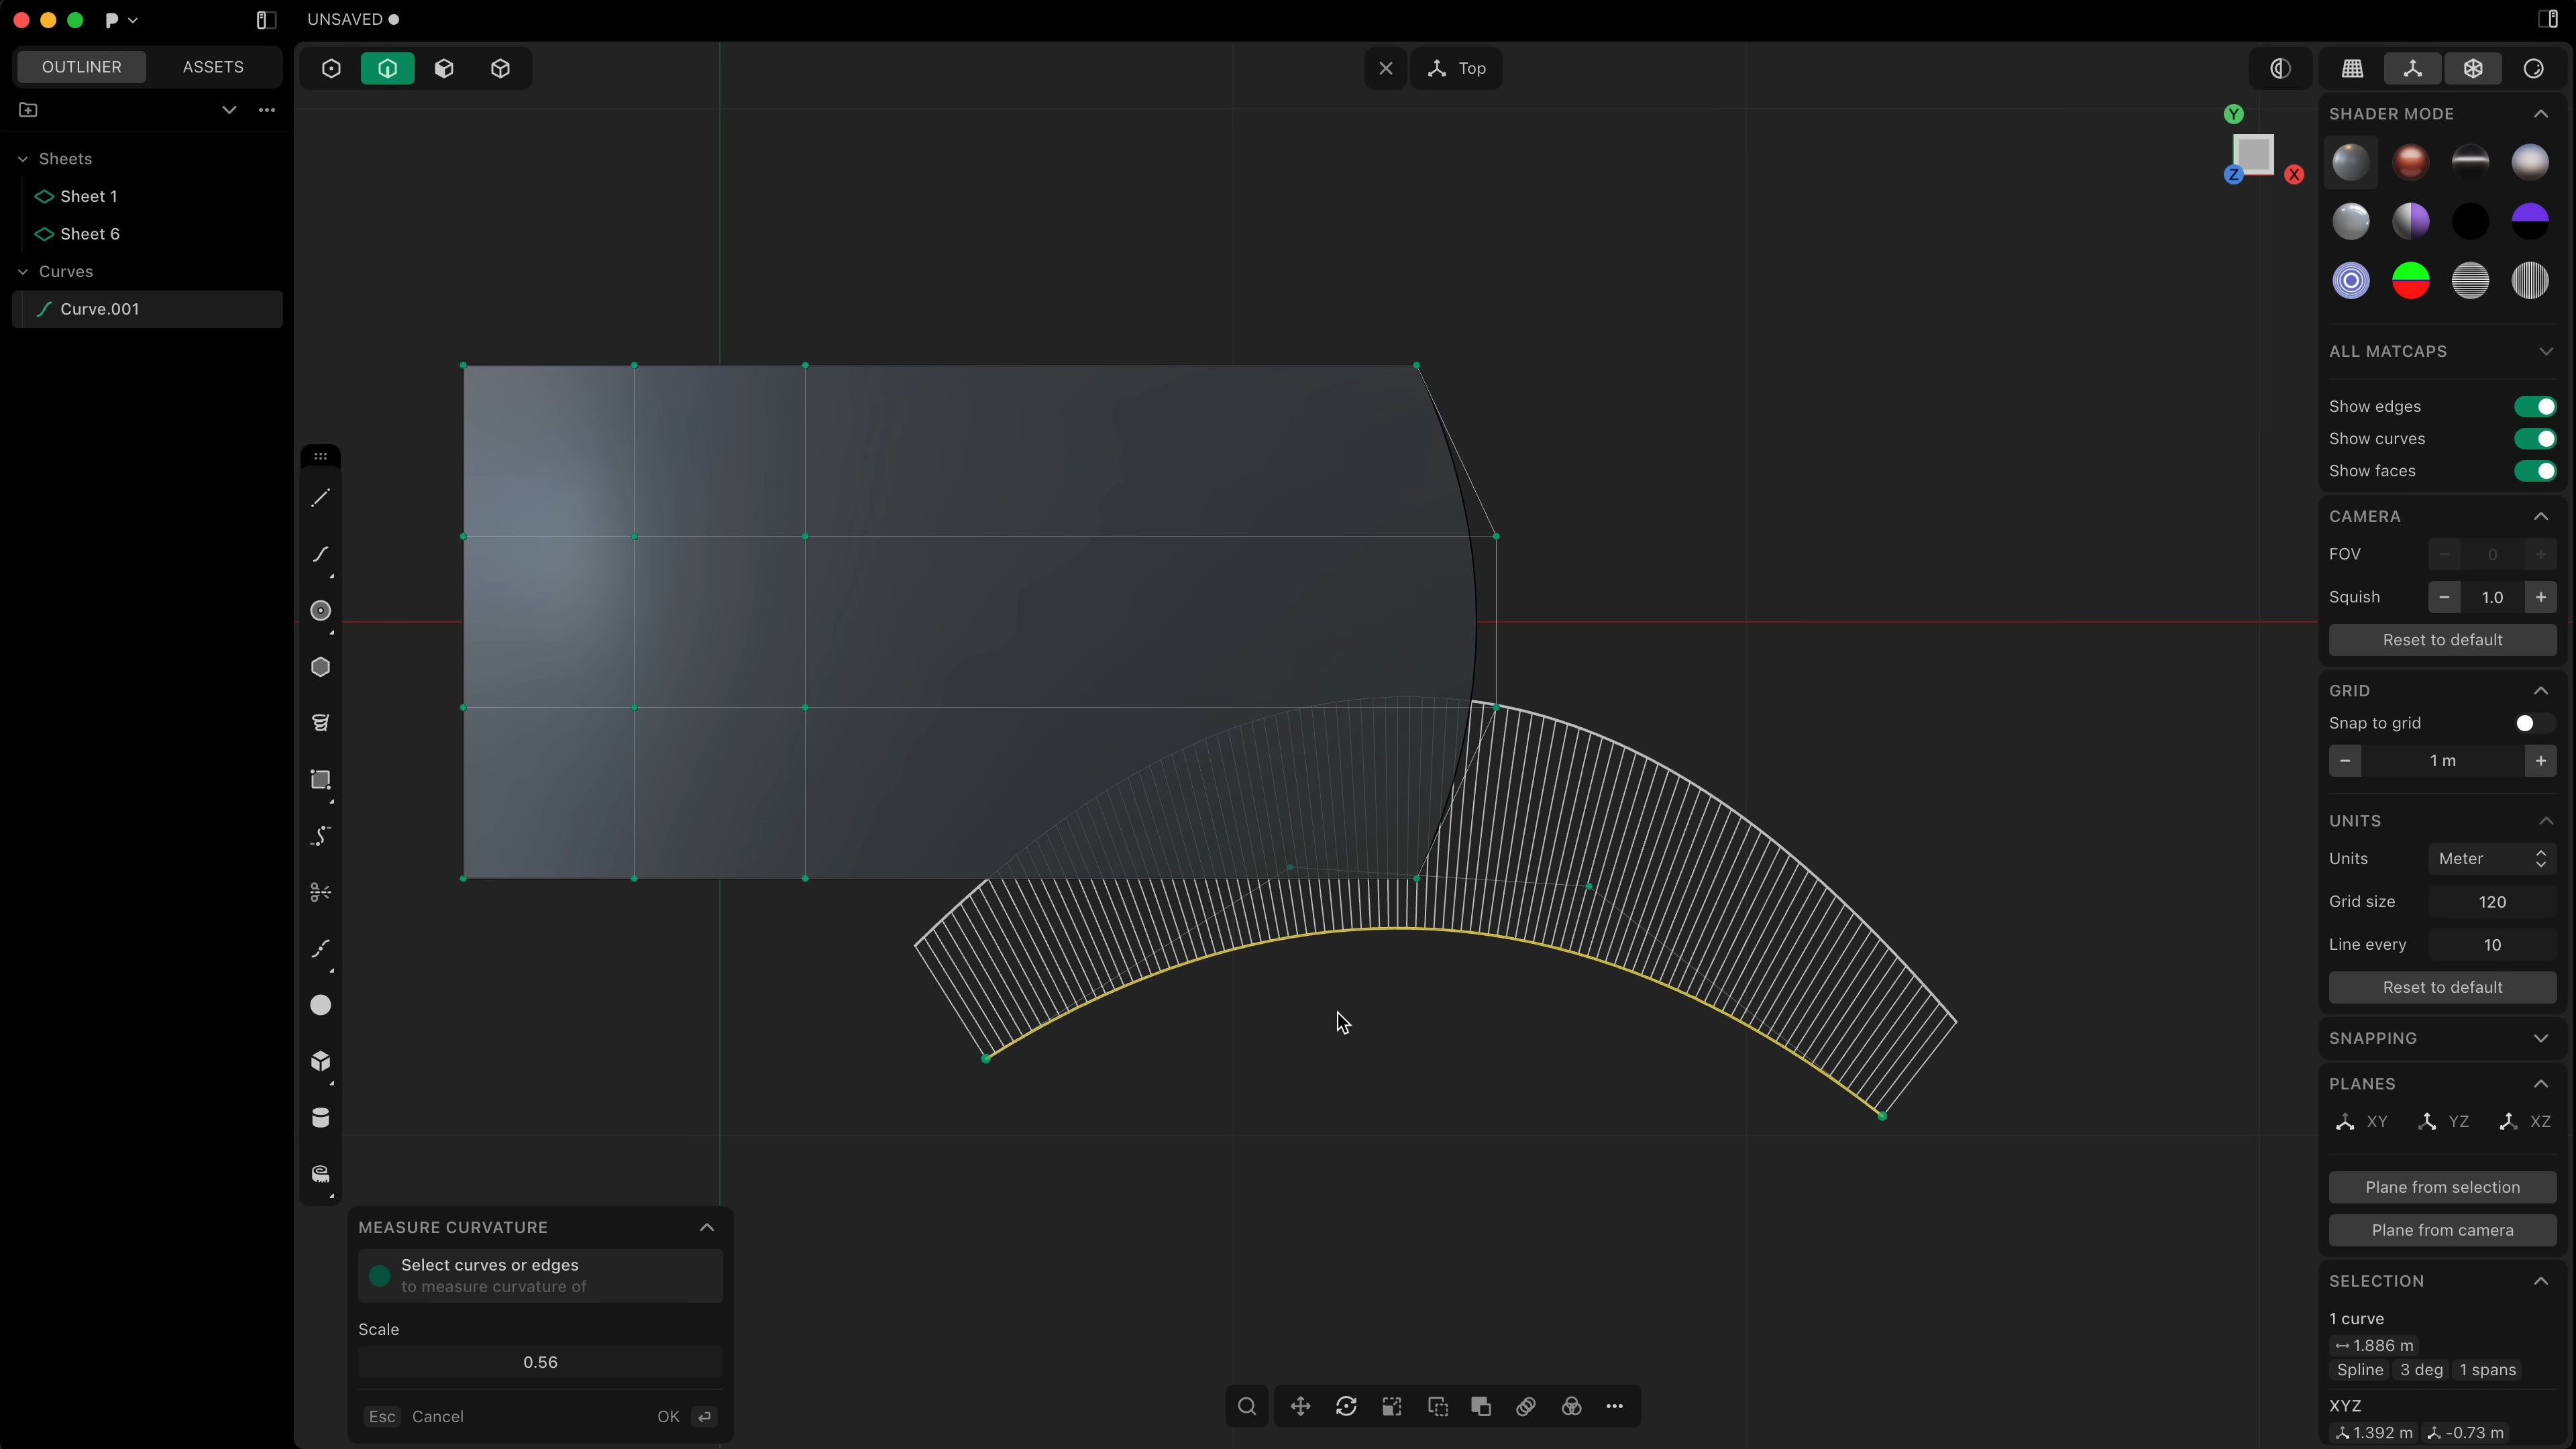 UNSAVED
OUTLINER
ASSETS
Sheets
Sheet 1
Sheet 6
Curves
Curve.001
Top
Y
Z
X
MEASURE CURVATURE
Select curves or edges
to measure curvature of
Scale
0.56
Esc Cancel
OK
SHADER MODE
ALL MATCAPS
Show edges
Show curves
Show faces
CAMERA
FOV − 0 +
Squish − 1.0 +
Reset to default
GRID
Snap to grid
− 1 m +
UNITS
Units Meter
Grid size 120
Line every 10
Reset to default
SNAPPING
PLANES
XY YZ XZ
Plane from selection
Plane from camera
SELECTION
1 curve
1.886 m
Spline 3 deg 1 spans
XYZ
1.392 m -0.73 m